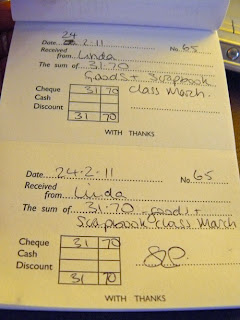 24
Date 2-11 No. 65
Received from Linda
The sum of 31-70
Goods + Scrapbook
Cheque 31 70 class March.
Cash
Discount
31 70
WITH THANKS
Date 24-2-11 No. 65
Received from Linda
The sum of 31-70 goods +
Scrapbook class March
Cheque 31 70
Cash
Discount
31 70
WITH THANKS